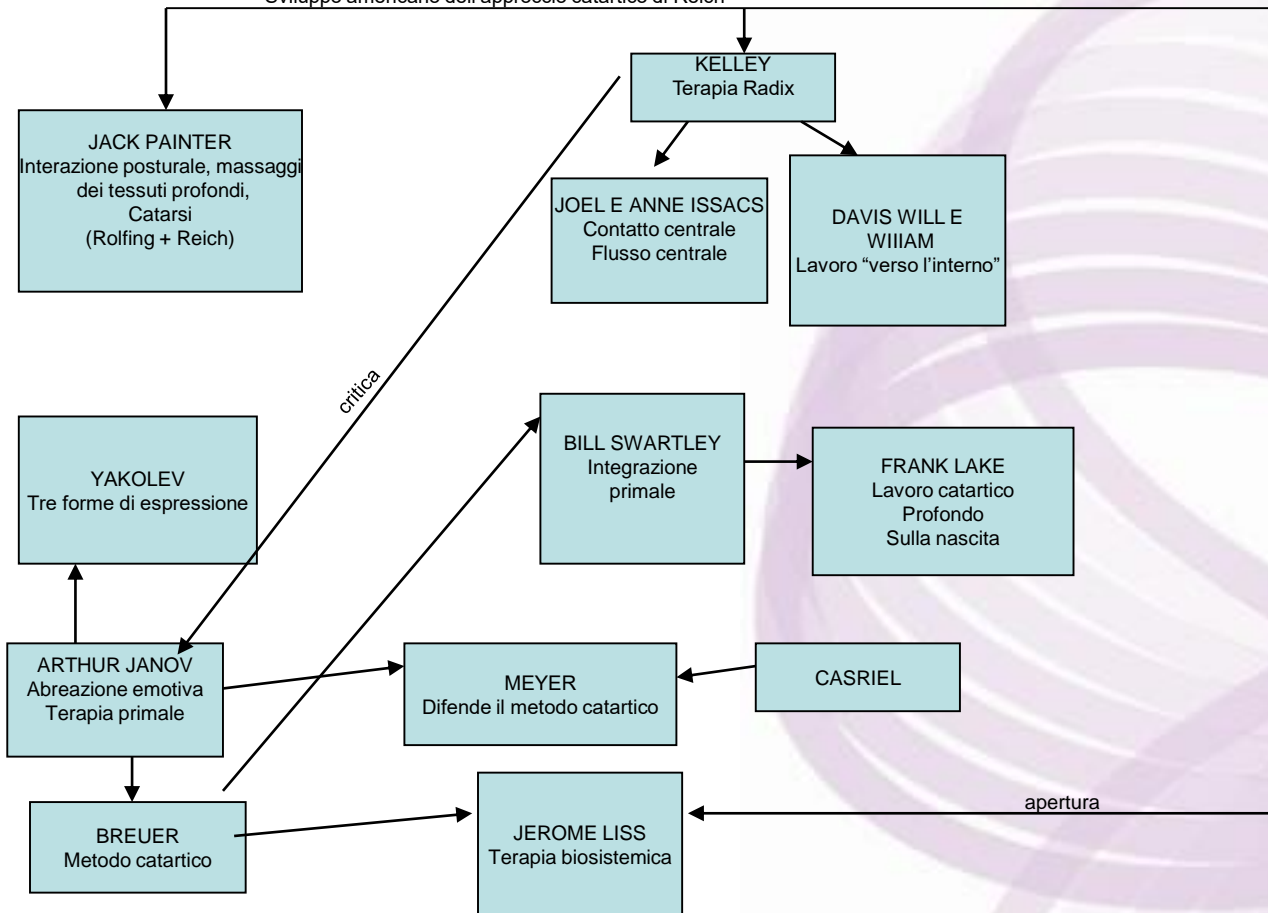 Sviluppo americano dell'approccio catartico di Reich
KELLEY
Terapia Radix
JACK PAINTER
Interazione posturale, massaggi
dei tessuti profondi,
Catarsi
(Rolfing + Reich)
JOEL E ANNE ISSACS
Contatto centrale
Flusso centrale
DAVIS WILL E
WIIIAM
Lavoro “verso l’interno”
critica
YAKOLEV
Tre forme di espressione
BILL SWARTLEY
Integrazione
primale
FRANK LAKE
Lavoro catartico
Profondo
Sulla nascita
ARTHUR JANOV
Abreazione emotiva
Terapia primale
MEYER
Difende il metodo catartico
CASRIEL
BREUER
Metodo catartico
JEROME LISS
Terapia biosistemica
apertura